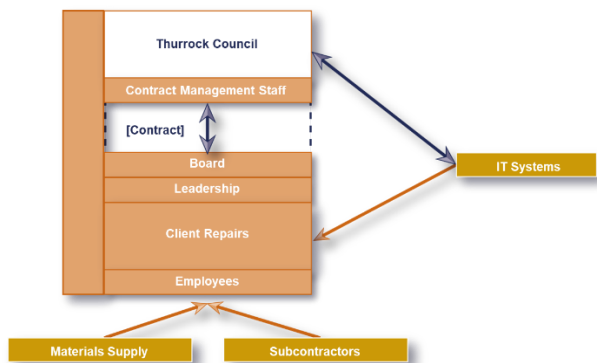 Thurrock Council
Contract Management Staff
[Contract]
Board
Leadership
IT Systems
Client Repairs
Employees
Materials Supply
Subcontractors